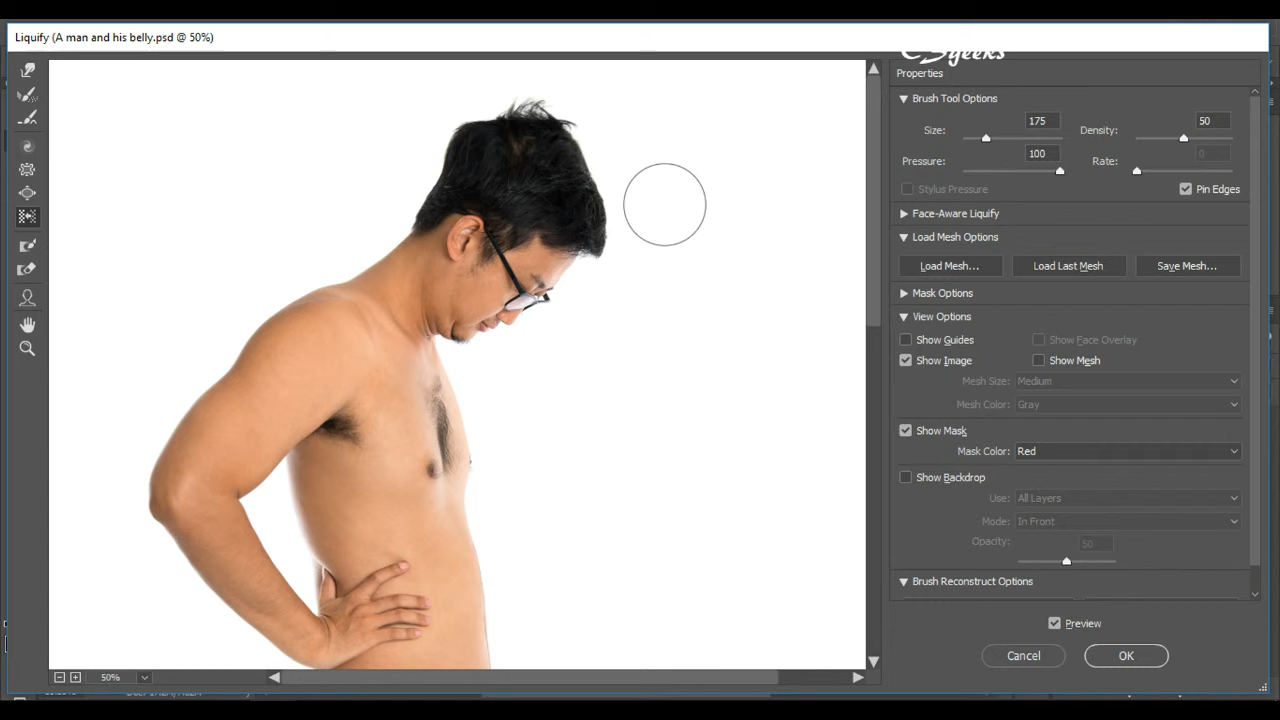 Liquify (A man and his belly.psd @ 50%)
Properties
Brush Tool Options
Size: 175 Density: 50
Pressure: 100 Rate: 0
Stylus Pressure Pin Edges
Face-Aware Liquify
Load Mesh Options
Load Mesh... Load Last Mesh Save Mesh...
Mask Options
View Options
Show Guides Show Face Overlay
Show Image Show Mesh
Mesh Size: Medium
Mesh Color: Gray
Show Mask
Mask Color: Red
Show Backdrop
Use: All Layers
Mode: In Front
Opacity: 50
Brush Reconstruct Options
Preview
50% Cancel OK